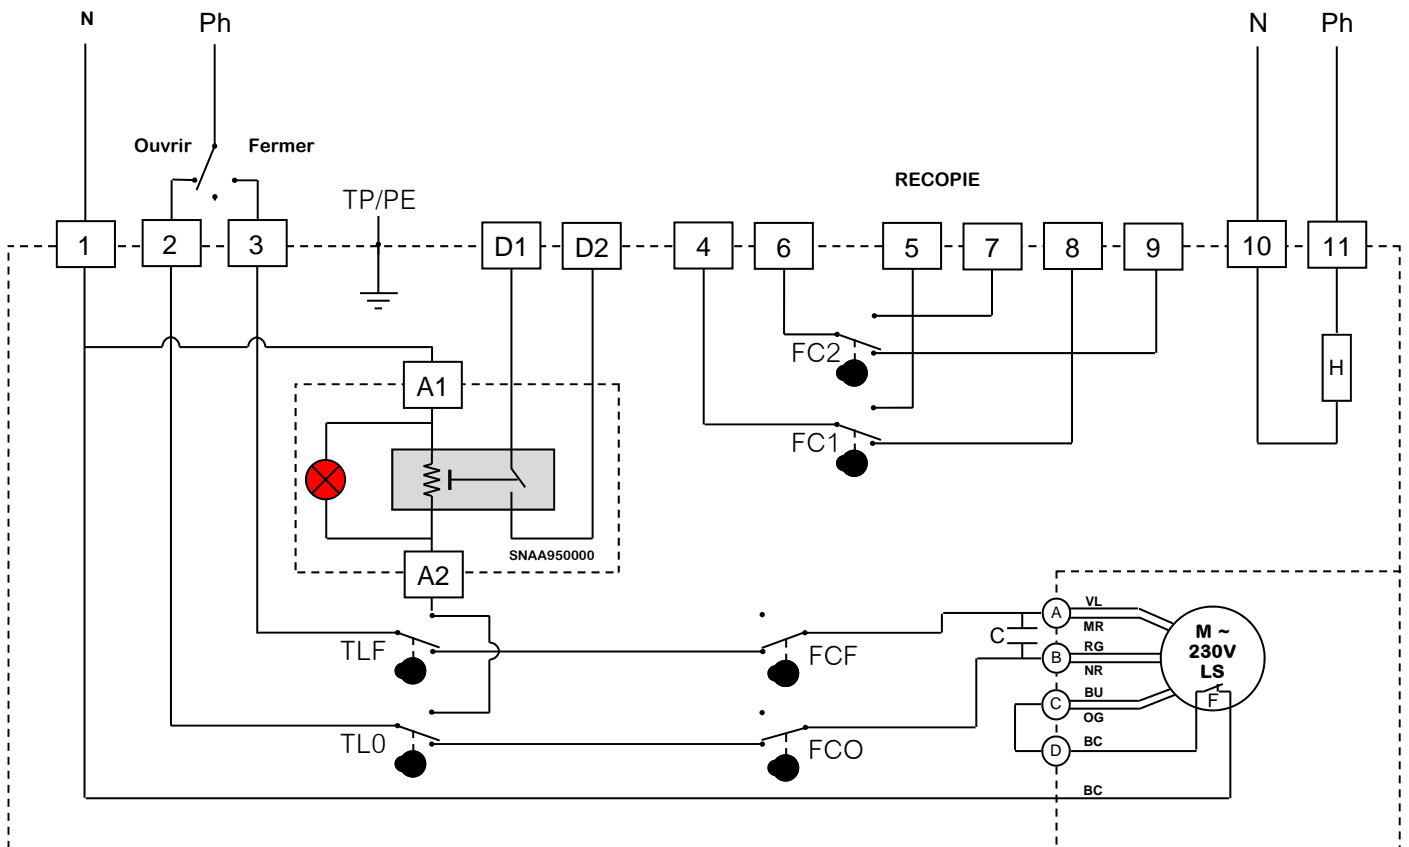 N
Ph
N
Ph
Ouvrir
Fermer
TP/PE
RECOPIE
1
2
3
D1
D2
4
6
5
7
8
9
10
11
FC2
A1
H
FC1
SNAA950000
A2
TLF
FCF
C
A
VL
MR
B
RG
NR
M ~
230V
LS
F
C
BU
OG
TL0
FCO
D
BC
BC